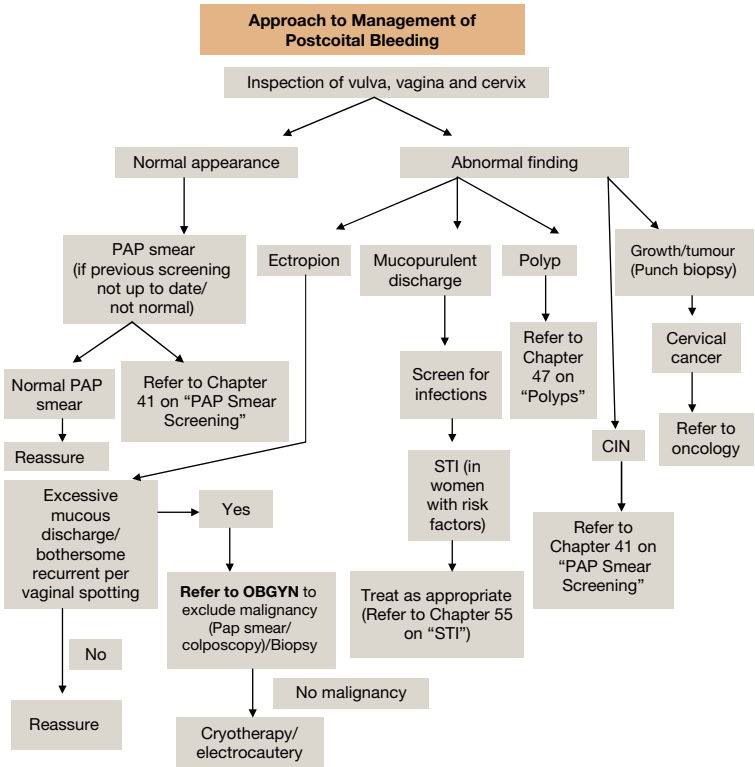 Approach to Management of
Postcoital Bleeding
Inspection of vulva, vagina and cervix
Normal appearance
Abnormal finding
PAP smear
(if previous screening
not up to date/
not normal)
Ectropion
Mucopurulent
discharge
Polyp
Growth/tumour
(Punch biopsy)
Normal PAP
smear
Refer to Chapter
41 on “PAP Smear
Screening”
Screen for
infections
Refer to
Chapter
47 on
“Polyps”
Cervical
cancer
Reassure
CIN
Refer to
oncology
Excessive
mucous
discharge/
bothersome
recurrent per
vaginal spotting
Yes
STI (in
women
with risk
factors)
Refer to
Chapter 41 on
“PAP Smear
Screening”
Refer to OBGYN to
exclude malignancy
(Pap smear/
colposcopy)/Biopsy
Treat as appropriate
(Refer to Chapter 55
on “STI”)
No
No malignancy
Reassure
Cryotherapy/
electrocautery